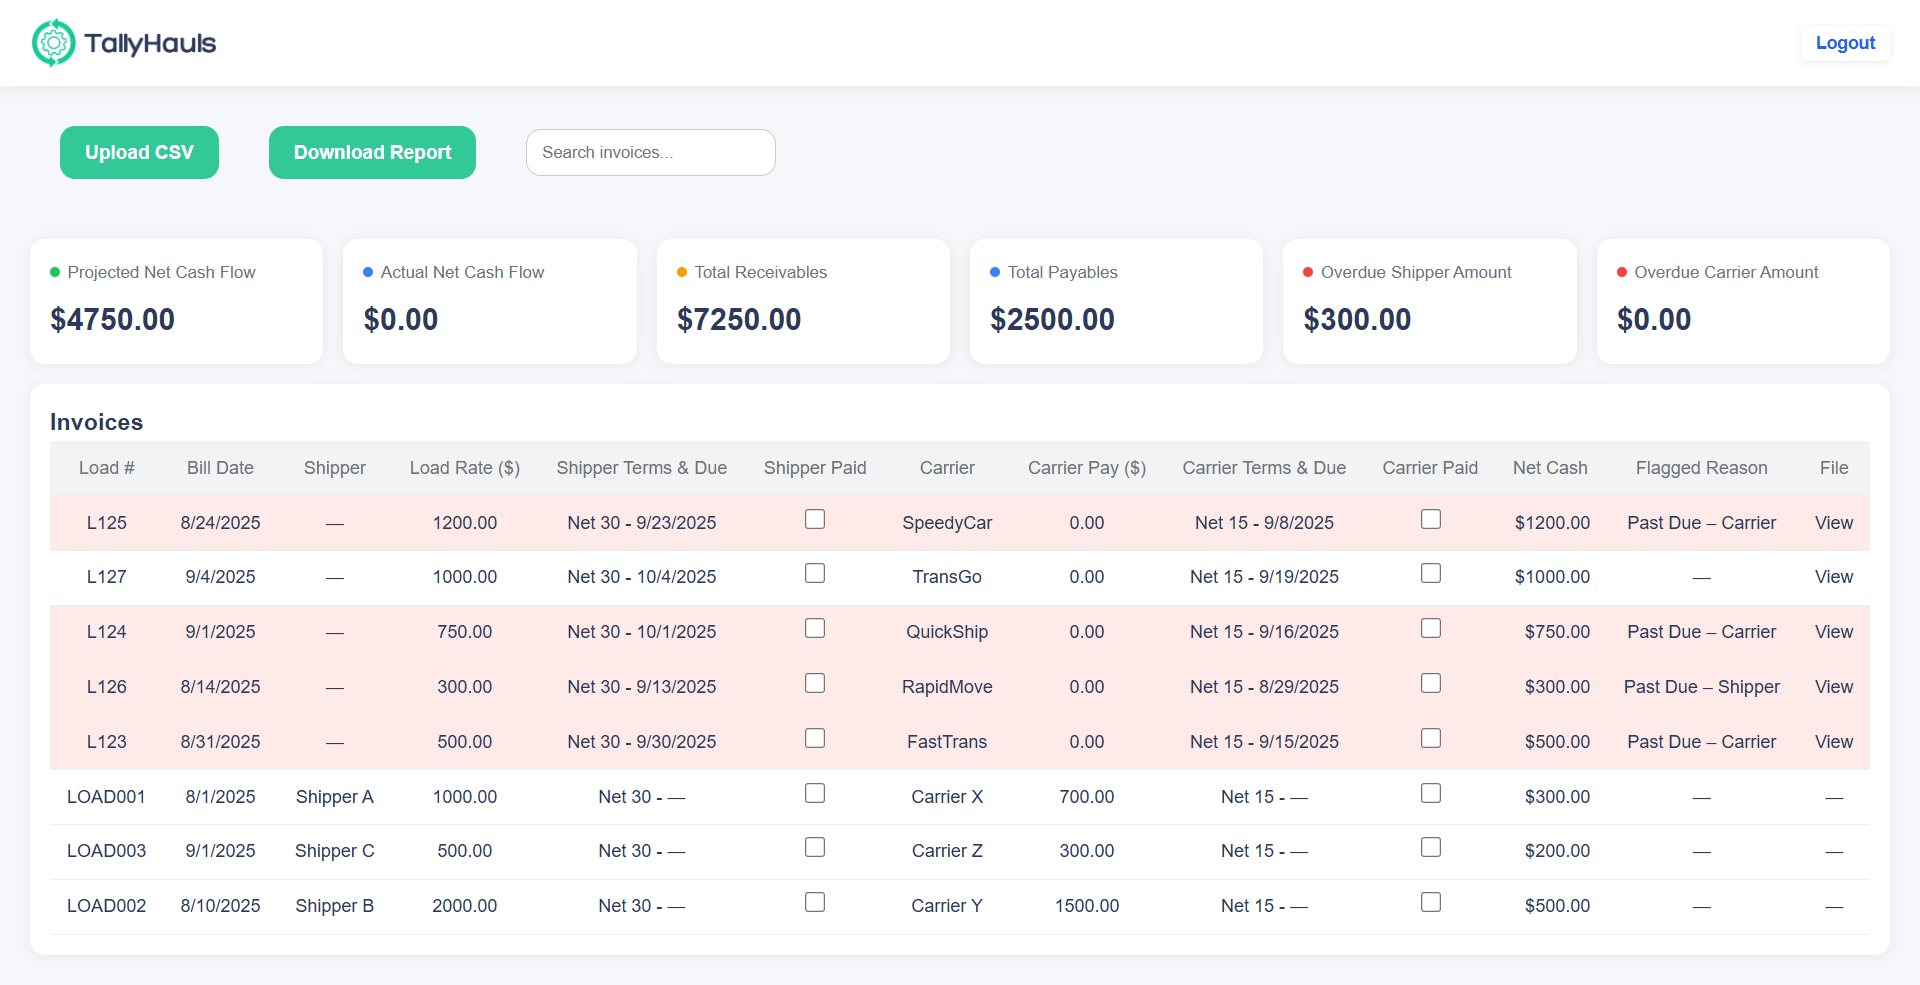 TallyHauls
Logout
Upload CSV Download Report Search invoices...
Projected Net Cash Flow Actual Net Cash Flow Total Receivables Total Payables Overdue Shipper Amount Overdue Carrier Amount
$4750.00 $0.00 $7250.00 $2500.00 $300.00 $0.00
Invoices
Load # Bill Date Shipper Load Rate ($) Shipper Terms & Due Shipper Paid Carrier Carrier Pay ($) Carrier Terms & Due Carrier Paid Net Cash Flagged Reason File
L125 8/24/2025 — 1200.00 Net 30 - 9/23/2025 SpeedyCar 0.00 Net 15 - 9/8/2025 $1200.00 Past Due – Carrier View
L127 9/4/2025 — 1000.00 Net 30 - 10/4/2025 TransGo 0.00 Net 15 - 9/19/2025 $1000.00 — View
L124 9/1/2025 — 750.00 Net 30 - 10/1/2025 QuickShip 0.00 Net 15 - 9/16/2025 $750.00 Past Due – Carrier View
L126 8/14/2025 — 300.00 Net 30 - 9/13/2025 RapidMove 0.00 Net 15 - 8/29/2025 $300.00 Past Due – Shipper View
L123 8/31/2025 — 500.00 Net 30 - 9/30/2025 FastTrans 0.00 Net 15 - 9/15/2025 $500.00 Past Due – Carrier View
LOAD001 8/1/2025 Shipper A 1000.00 Net 30 - — Carrier X 700.00 Net 15 - — $300.00 — —
LOAD003 9/1/2025 Shipper C 500.00 Net 30 - — Carrier Z 300.00 Net 15 - — $200.00 — —
LOAD002 8/10/2025 Shipper B 2000.00 Net 30 - — Carrier Y 1500.00 Net 15 - — $500.00 — —